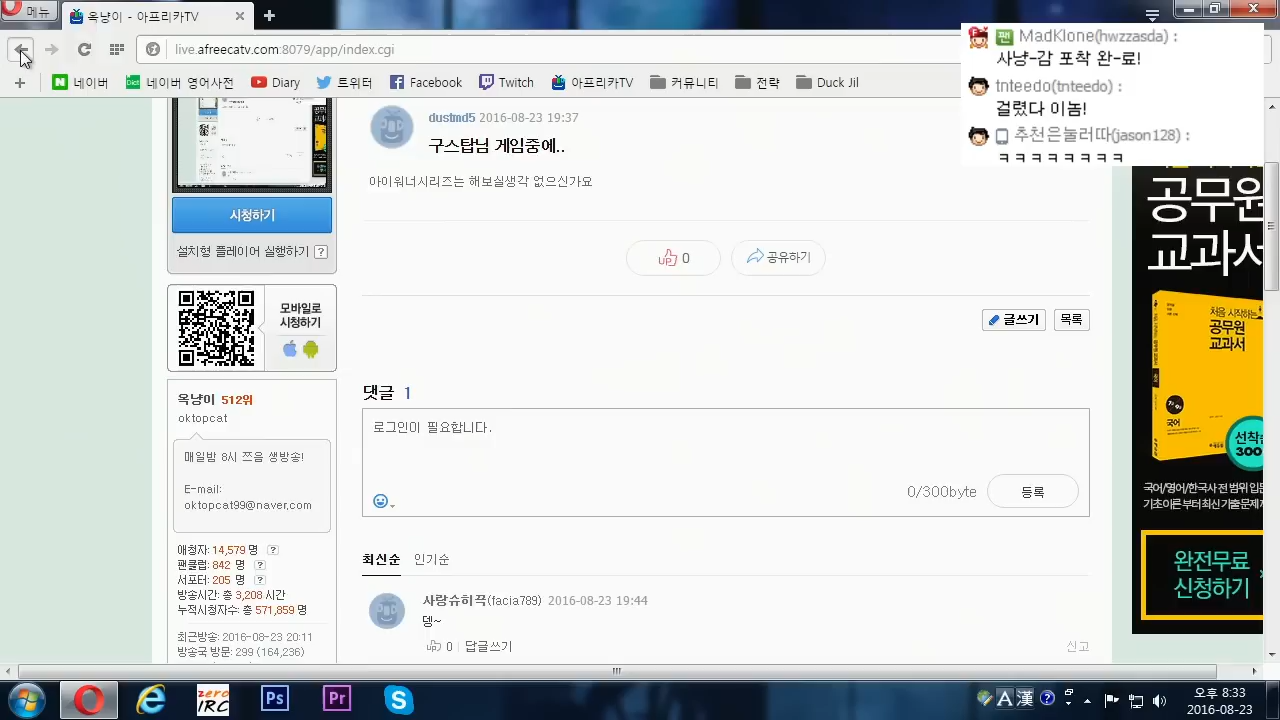 메뉴
옥냥이 - 아프리카TV
live.afreecatv.com:8079/app/index.cgi
네이버
네이버 영어사전
Diary
트위터
Facebook
Twitch
아프리카TV
커뮤니티
전략
Duck Jil
팬 MadKlone(hwzzasda) :
사냥-감 포착 완-료!
tnteedo(tnteedo) :
걸렸다 이놈!
추천은눌러따(jason128) :
ㅋㅋㅋㅋㅋㅋㅋㅋ
dustmd5 2016-08-23 19:37
구스탑님 게임중에..
아이워너시리즈는 해보실생각 없으신가요
시청하기
설치형 플레이어 실행하기 ?
UP 0
공유하기
모바일로
시청하기
글쓰기
목록
옥냥이 512위
oktopcat
매일밤 8시 쯔음 생방송!
E-mail:
oktopcat99@naver.com
댓글 1
로그인이 필요합니다.
0/300byte
등록
애청자: 14,579 명 ?
팬클럽: 842 명 ?
서포터: 205 명 ?
방송시간: 총 3,208 시간
누적시청자수: 총 571,859 명
최근방송: 2016-08-23 20:11
방송국 방문: 299 (164,236)
최신순
인기순
2016-08-23 19:44
뎅~
UP 0
답글쓰기
신고
공무원
교과서
처음 시작하는
공무원
교과서
국어
선착순
300
완전무료
신청하기
zero
IRC
Ps
Pr
A 漢
오후 8:33
2016-08-23